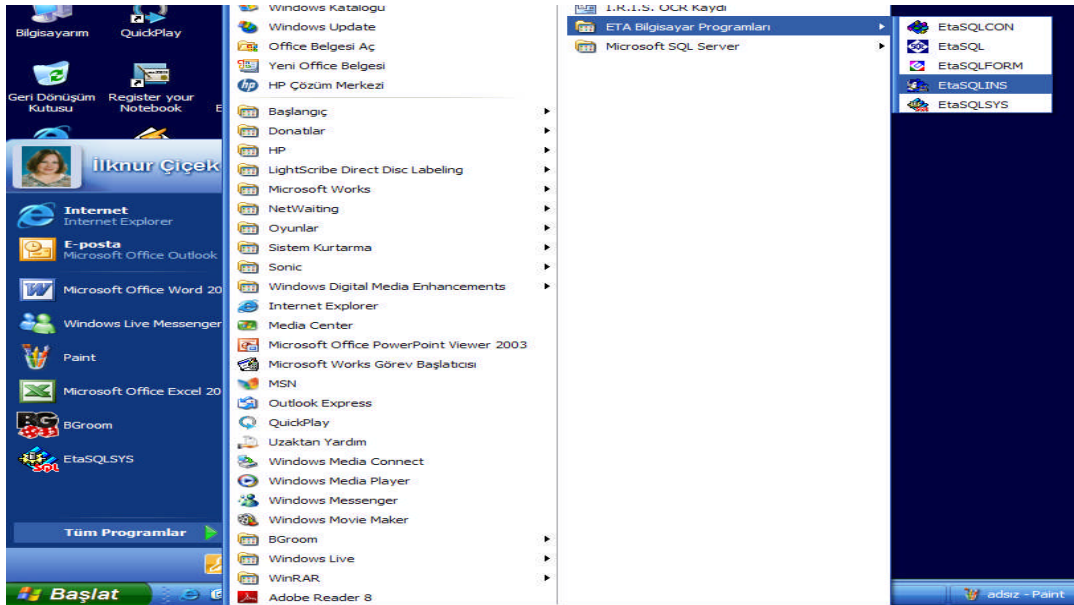 Bilgisayarım
QuickPlay
Geri Dönüşüm
Kutusu
Register your
Notebook
E
İlknur Çiçek
Internet
Internet Explorer
E-posta
Microsoft Office Outlook
Microsoft Office Word 20
Windows Live Messenger
Paint
Microsoft Office Excel 20
BGroom
EtaSQLSYS
Tüm Programlar
Başlat
Windows Kataloğu
Windows Update
Office Belgesi Aç
Yeni Office Belgesi
HP Çözüm Merkezi
Başlangıç
Donatılar
HP
LightScribe Direct Disc Labeling
Microsoft Works
NetWaiting
Oyunlar
Sistem Kurtarma
Sonic
Windows Digital Media Enhancements
Internet Explorer
Media Center
Microsoft Office PowerPoint Viewer 2003
Microsoft Works Görev Başlatıcısı
MSN
Outlook Express
QuickPlay
Uzaktan Yardım
Windows Media Connect
Windows Media Player
Windows Messenger
Windows Movie Maker
BGroom
Windows Live
WinRAR
Adobe Reader 8
I.R.I.S. OCR Kaydı
ETA Bilgisayar Programları
Microsoft SQL Server
EtaSQLCON
EtaSQL
EtaSQLFORM
EtaSQLINS
EtaSQLSYS
adsız - Paint